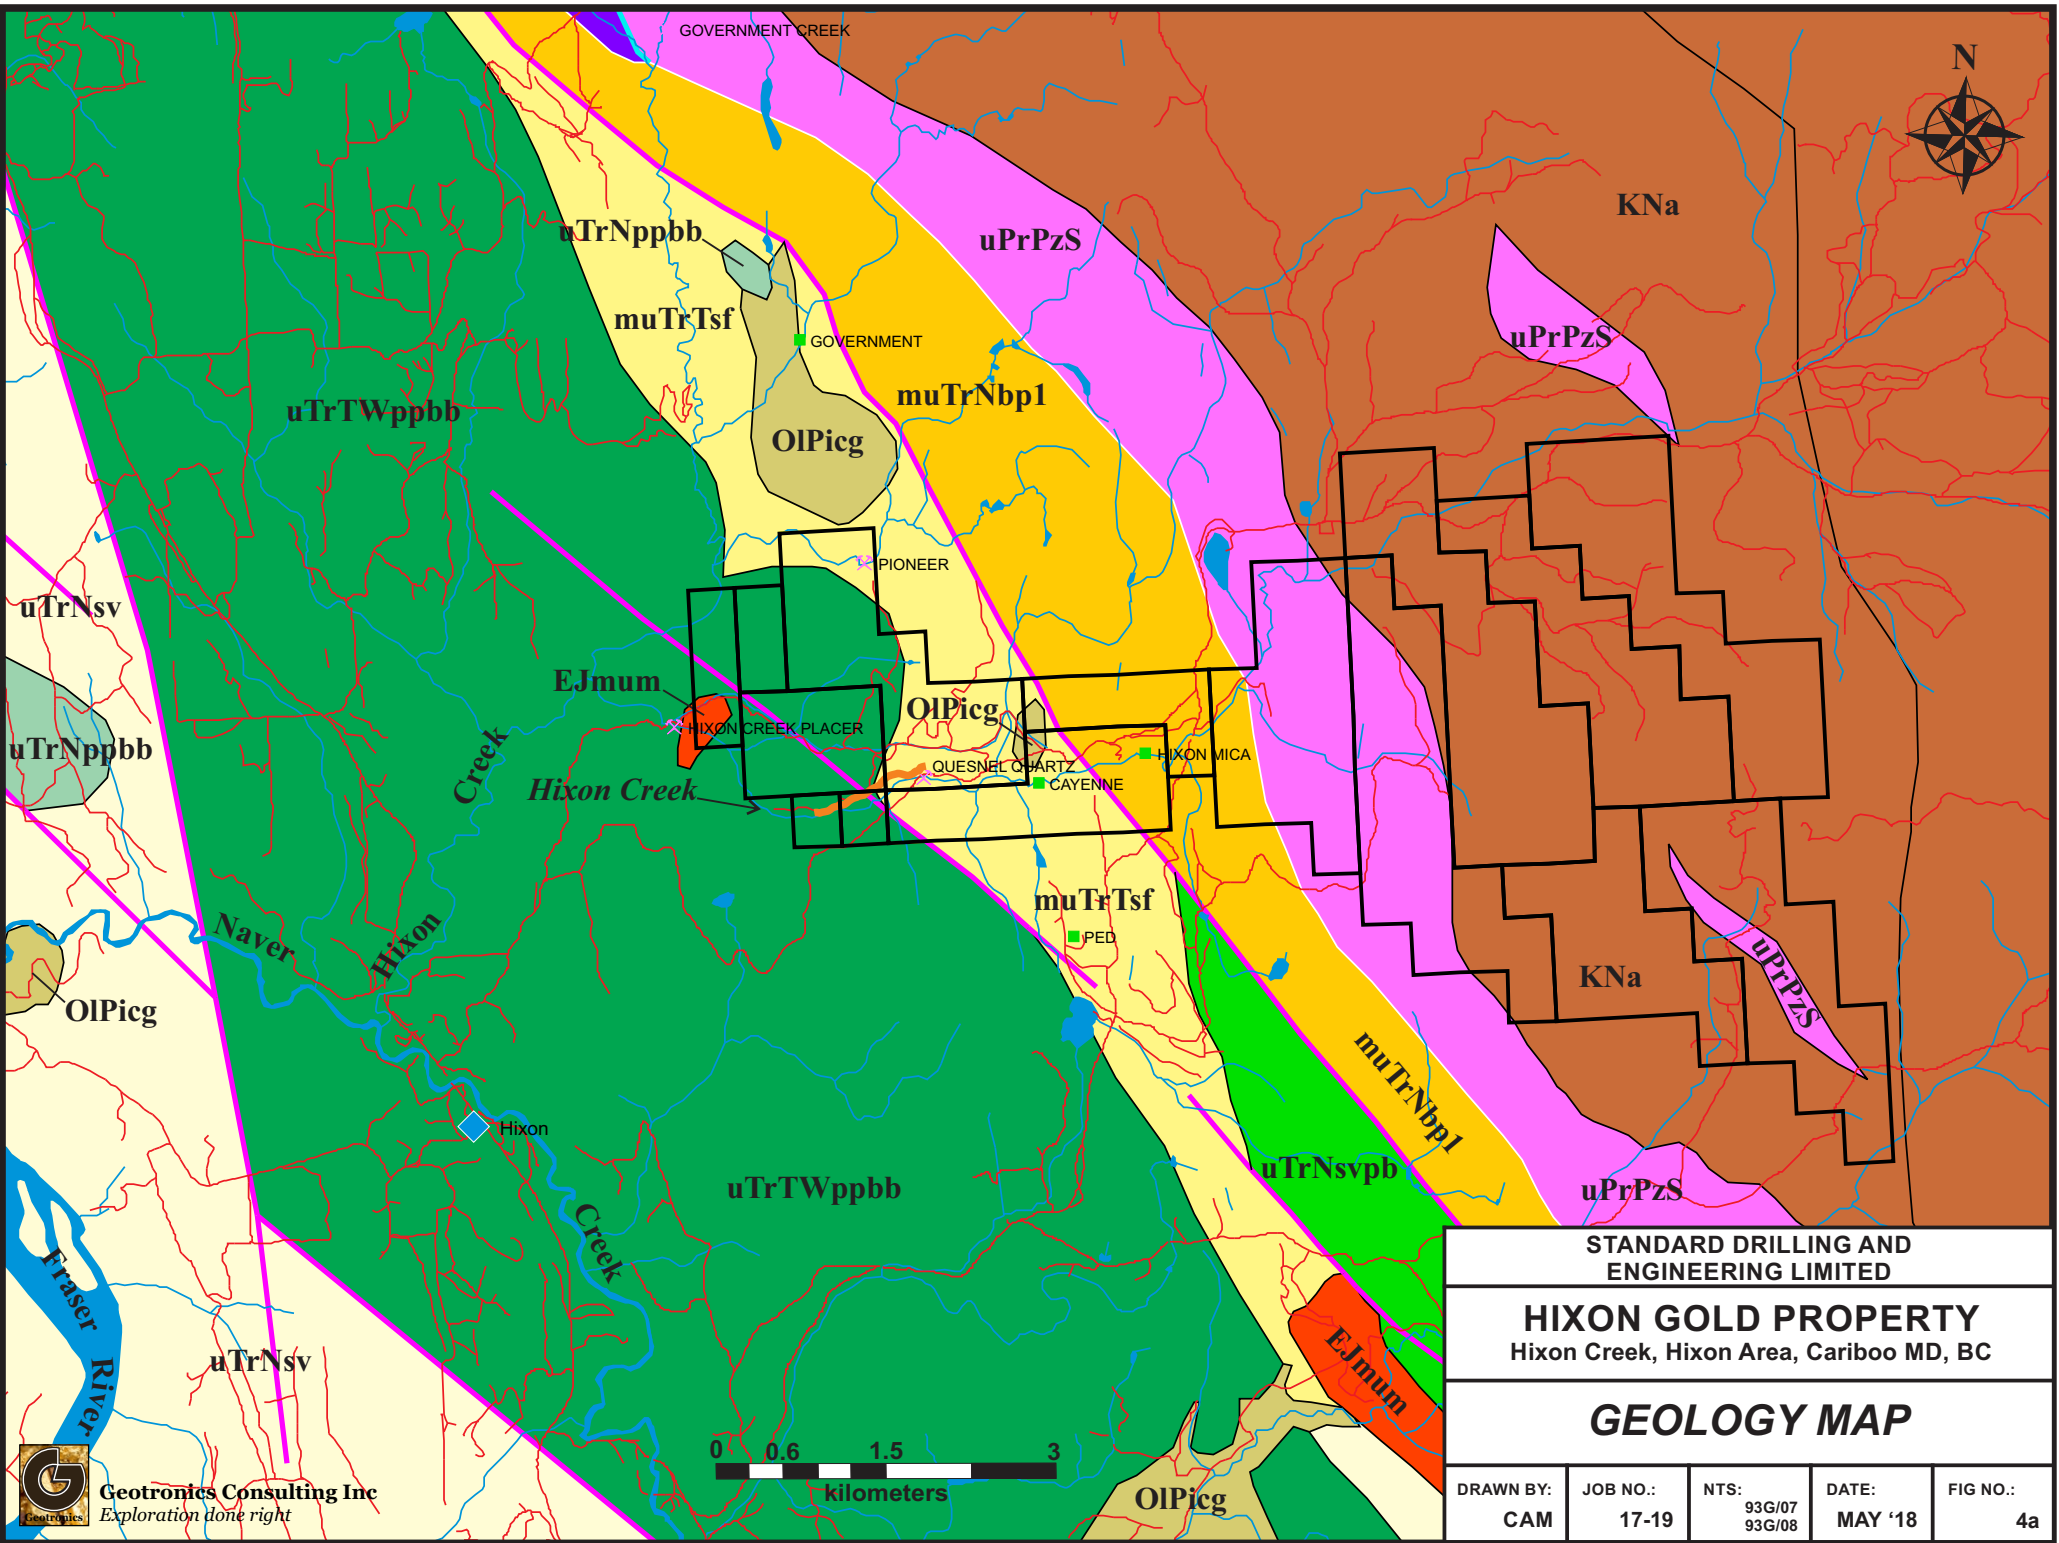 GOVERNMENT CREEK
N
KNa
uTrNppbb
uPrPzS
muTrTsf
GOVERNMENT
uPrPzS
muTrNbp1
uTrTWppbb
OlPicg
PIONEER
uTrNsv
EJmum
OlPicg
HIXON CREEK PLACER
uTrNppbb
HIXON MICA
QUESNEL QUARTZ
CAYENNE
Hixon Creek
Creek
Hixon
muTrTsf
PED
Naver
uPrPzS
KNa
OlPicg
muTrNbp1
Hixon
uTrNsvpb
uTrTWppbb
uPrPzS
Creek
Fraser
River
uTrNsv
EJmum
OlPicg
0 0.6 1.5 3
kilometers
Geotronics
Geotronics Consulting Inc
Exploration done right
STANDARD DRILLING AND
ENGINEERING LIMITED
HIXON GOLD PROPERTY
Hixon Creek, Hixon Area, Cariboo MD, BC
GEOLOGY MAP
DRAWN BY:
CAM
JOB NO.:
17-19
NTS:
93G/07
93G/08
DATE:
MAY ‘18
FIG NO.:
4a